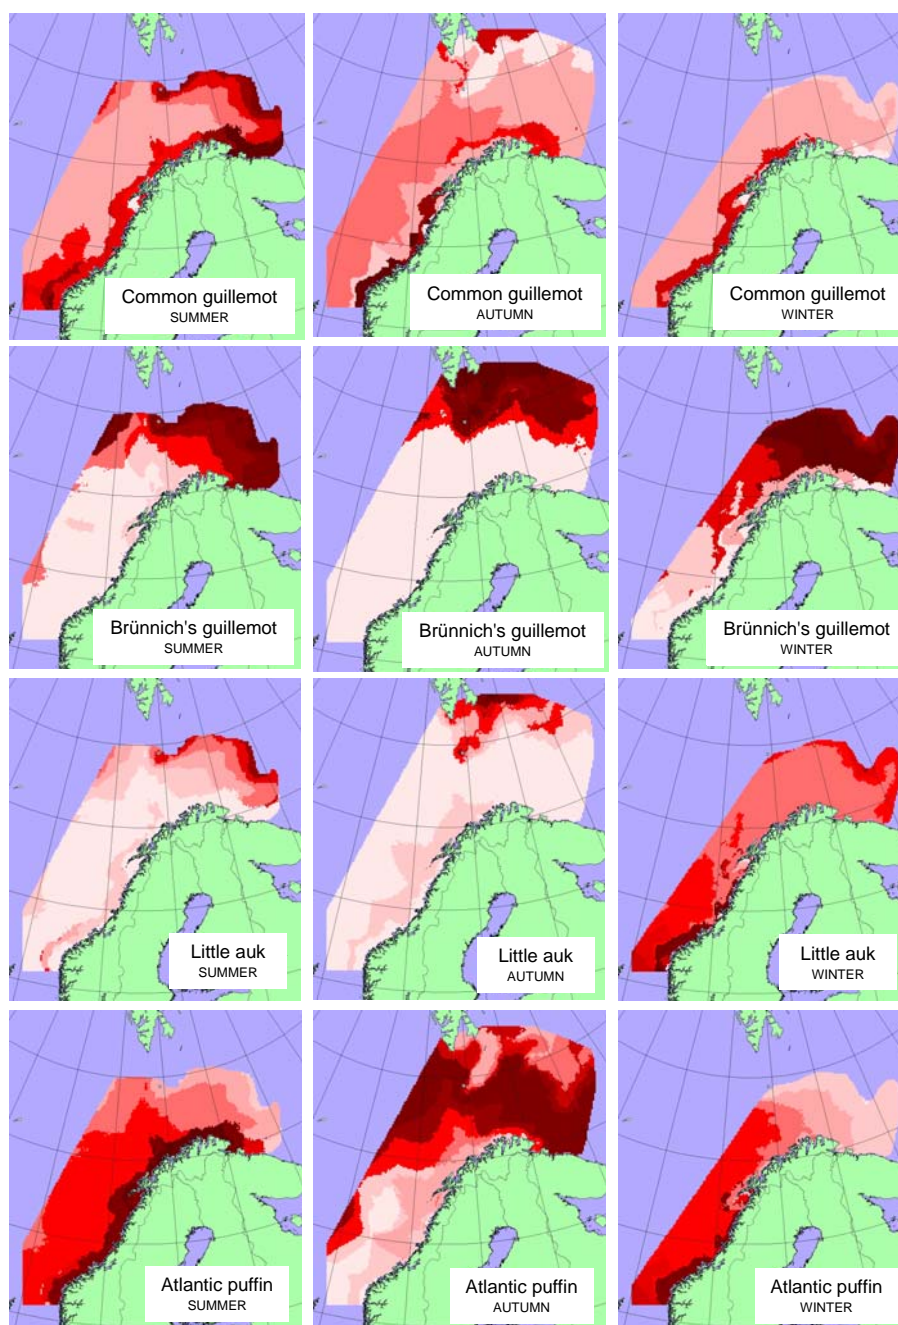 Common guillemot
SUMMER
Common guillemot
AUTUMN
Common guillemot
WINTER
Brünnich's guillemot
SUMMER
Brünnich's guillemot
AUTUMN
Brünnich's guillemot
WINTER
Little auk
SUMMER
Little auk
AUTUMN
Little auk
WINTER
Atlantic puffin
SUMMER
Atlantic puffin
AUTUMN
Atlantic puffin
WINTER